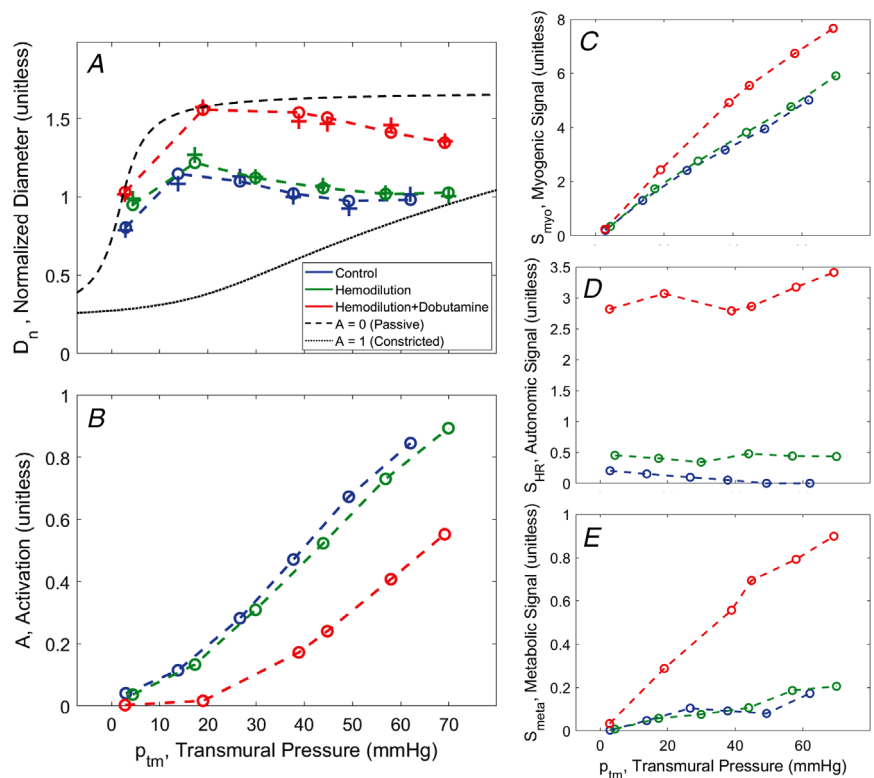 A
D_n , Normalized Diameter (unitless)
1.5
1
0.5
0
Control
Hemodilution
Hemodilution+Dobutamine
A = 0 (Passive)
A = 1 (Constricted)
B
A, Activation (unitless)
1
0.8
0.6
0.4
0.2
0
0 10 20 30 40 50 60 70
p_tm, Transmural Pressure (mmHg)
C
S_myo, Myogenic Signal (unitless)
8
6
4
2
0
D
S_HR, Autonomic Signal (unitless)
3.5
3
2.5
2
1.5
1
0.5
0
E
S_meta, Metabolic Signal (unitless)
1
0.8
0.6
0.4
0.2
0
0 20 40 60
p_tm, Transmural Pressure (mmHg)